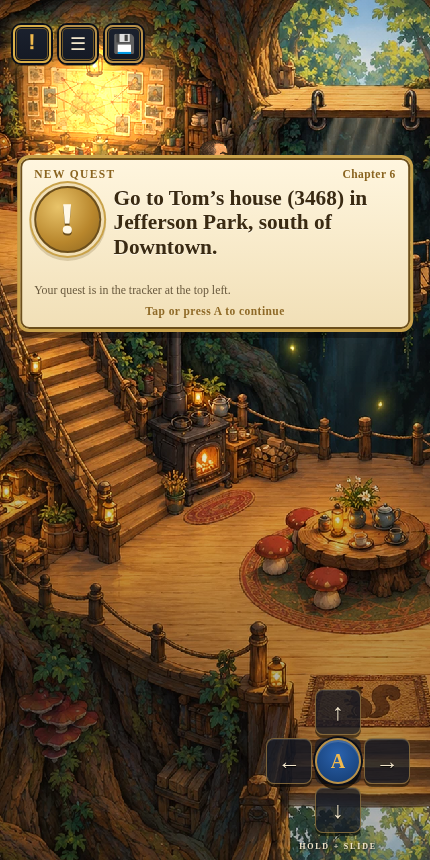 !
☰
NEW QUEST
Chapter 6
!
Go to Tom's house (3468) in
Jefferson Park, south of
Downtown.
Your quest is in the tracker at the top left.
Tap or press A to continue
↑
← A →
↓
HOLD + SLIDE